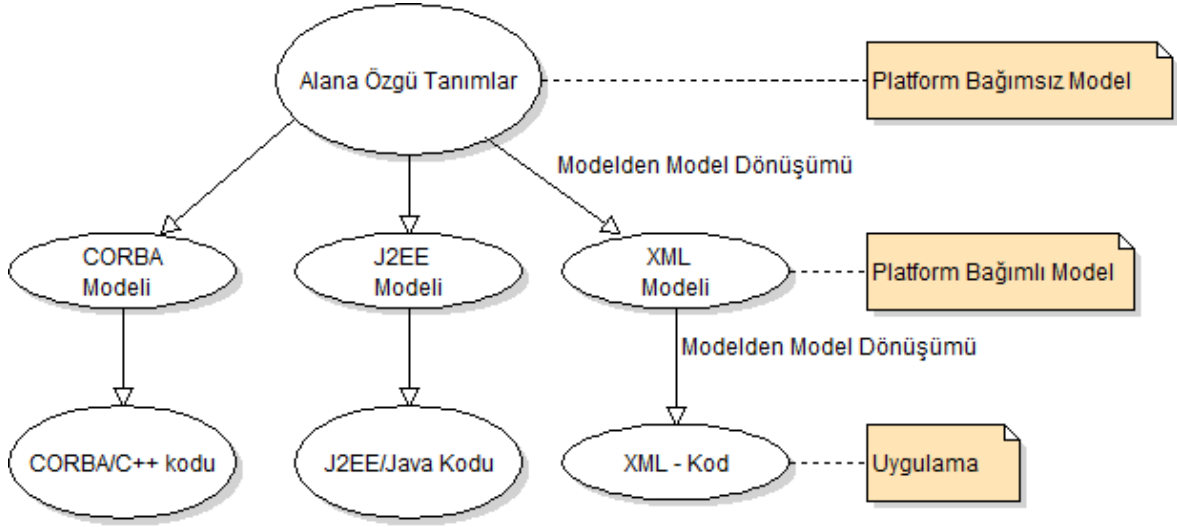 Alana Özgü Tanımlar
Platform Bağımsız Model
Modelden Model Dönüşümü
CORBA
Modeli
J2EE
Modeli
XML
Modeli
Platform Bağımlı Model
Modelden Model Dönüşümü
CORBA/C++ kodu
J2EE/Java Kodu
XML - Kod
Uygulama